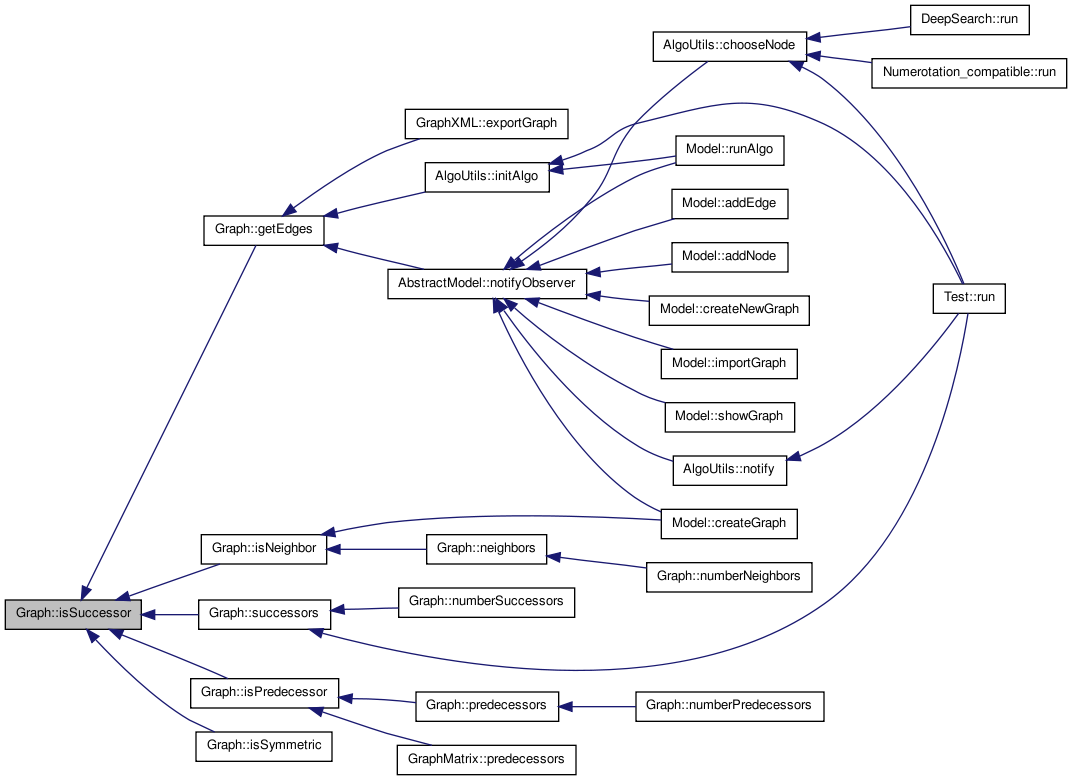 DeepSearch::run
AlgoUtils::chooseNode
Numerotation_compatible::run
GraphXML::exportGraph
Model::runAlgo
AlgoUtils::initAlgo
Model::addEdge
Graph::getEdges
Model::addNode
AbstractModel::notifyObserver
Test::run
Model::createNewGraph
Model::importGraph
Model::showGraph
AlgoUtils::notify
Model::createGraph
Graph::isNeighbor
Graph::neighbors
Graph::numberNeighbors
Graph::numberSuccessors
Graph::isSuccessor
Graph::successors
Graph::isPredecessor
Graph::predecessors
Graph::numberPredecessors
Graph::isSymmetric
GraphMatrix::predecessors